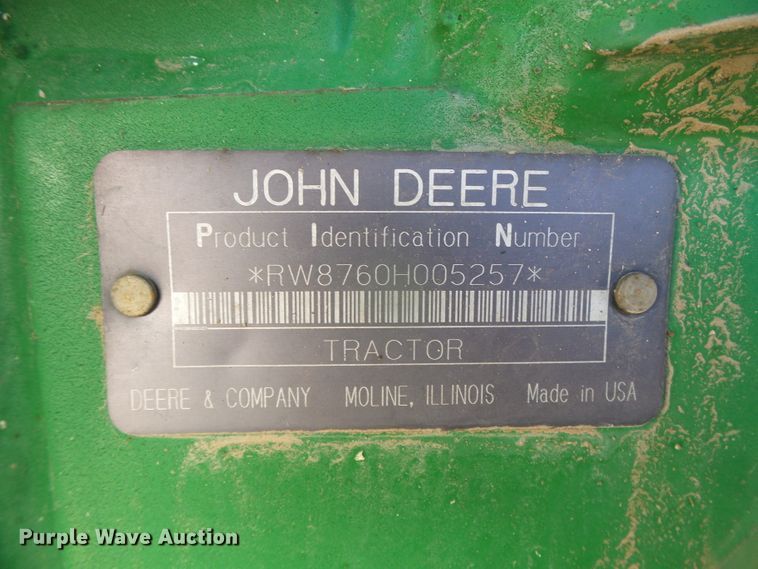 JOHN DEERE
Product Identification Number
*RW8760H005257*
TRACTOR
DEERE & COMPANY MOLINE, ILLINOIS Made in USA
Purple Wave Auction